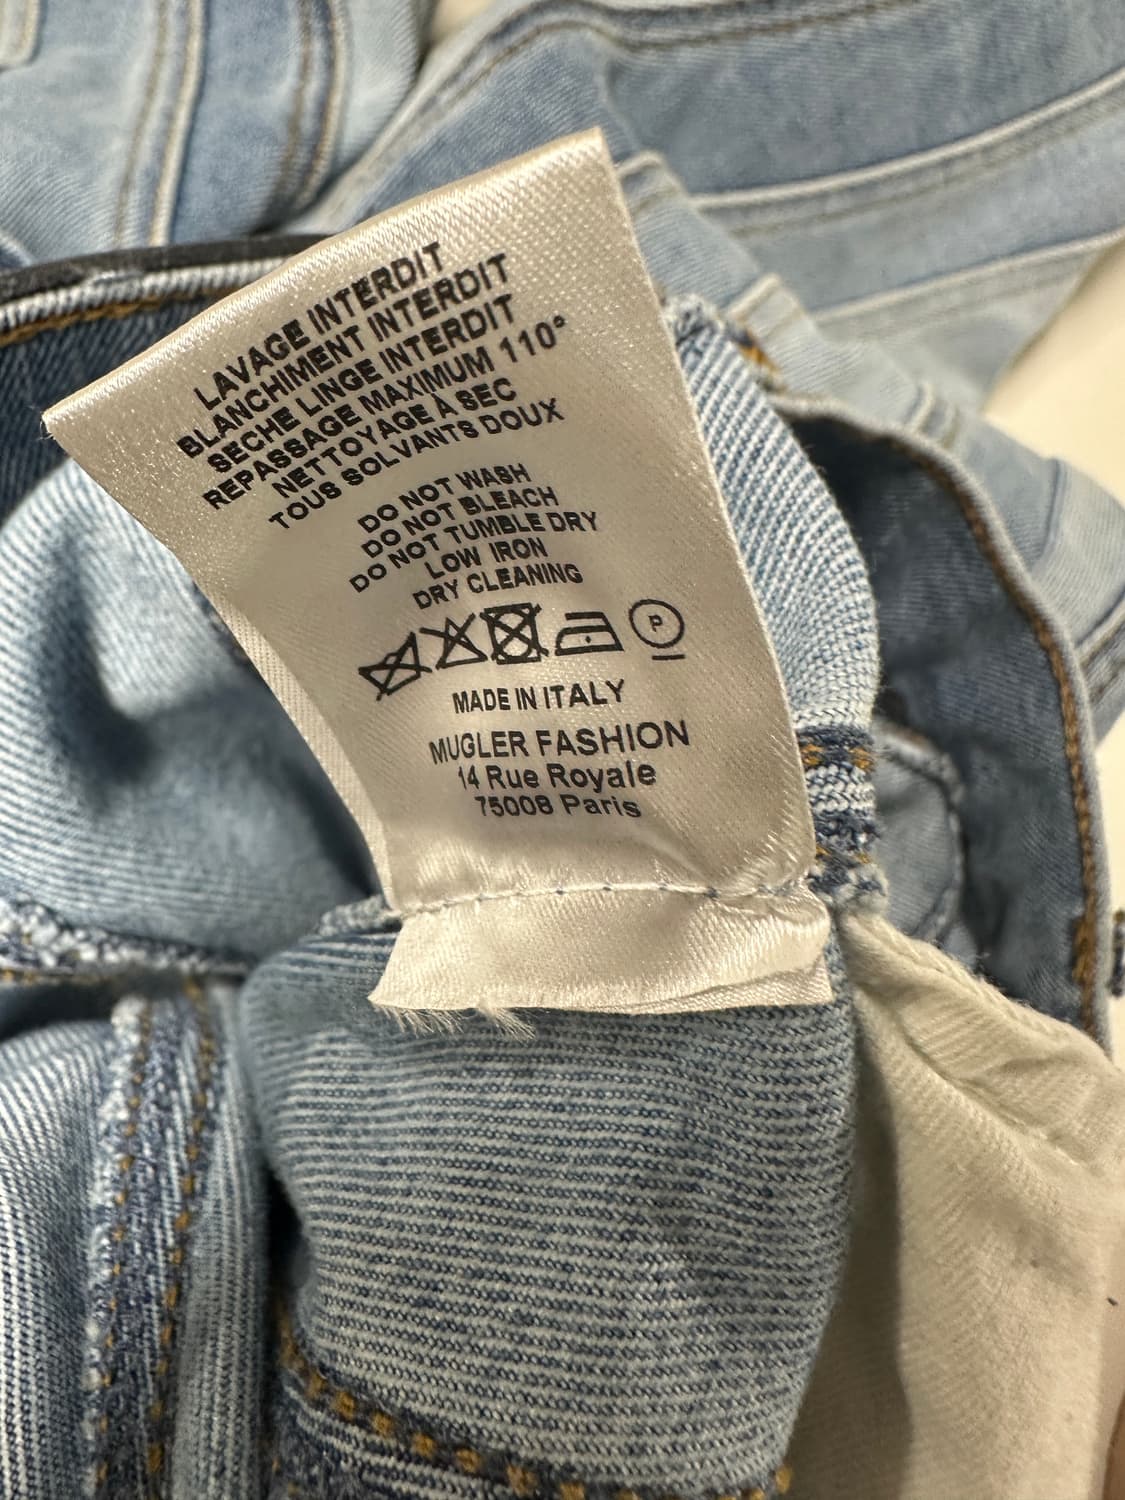 LAVAGE INTERDIT
BLANCHIMENT INTERDIT
SECHE LINGE INTERDIT
REPASSAGE MAXIMUM 110°
NETTOYAGE À SEC
TOUS SOLVANTS DOUX
DO NOT WASH
DO NOT BLEACH
DO NOT TUMBLE DRY
LOW IRON
DRY CLEANING
P
MADE IN ITALY
MUGLER FASHION
14 Rue Royale
75008 Paris